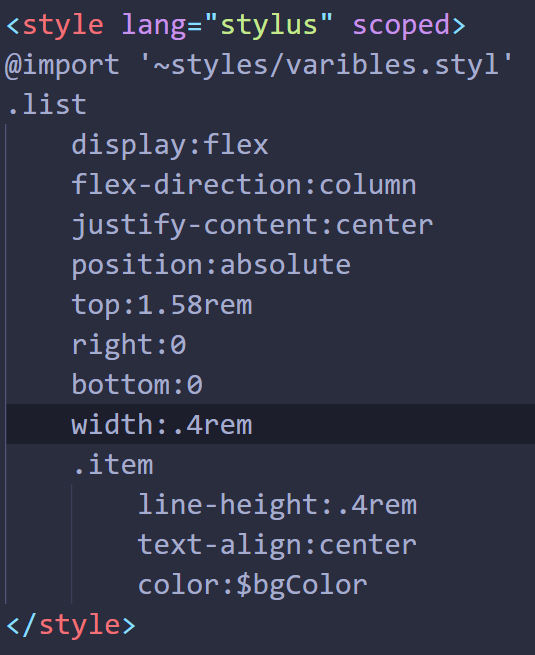 <style lang="stylus" scoped>
@import '~styles/varibles.styl'
.list
    display:flex
    flex-direction:column
    justify-content:center
    position:absolute
    top:1.58rem
    right:0
    bottom:0
    width:.4rem
    .item
        line-height:.4rem
        text-align:center
        color:$bgColor
</style>